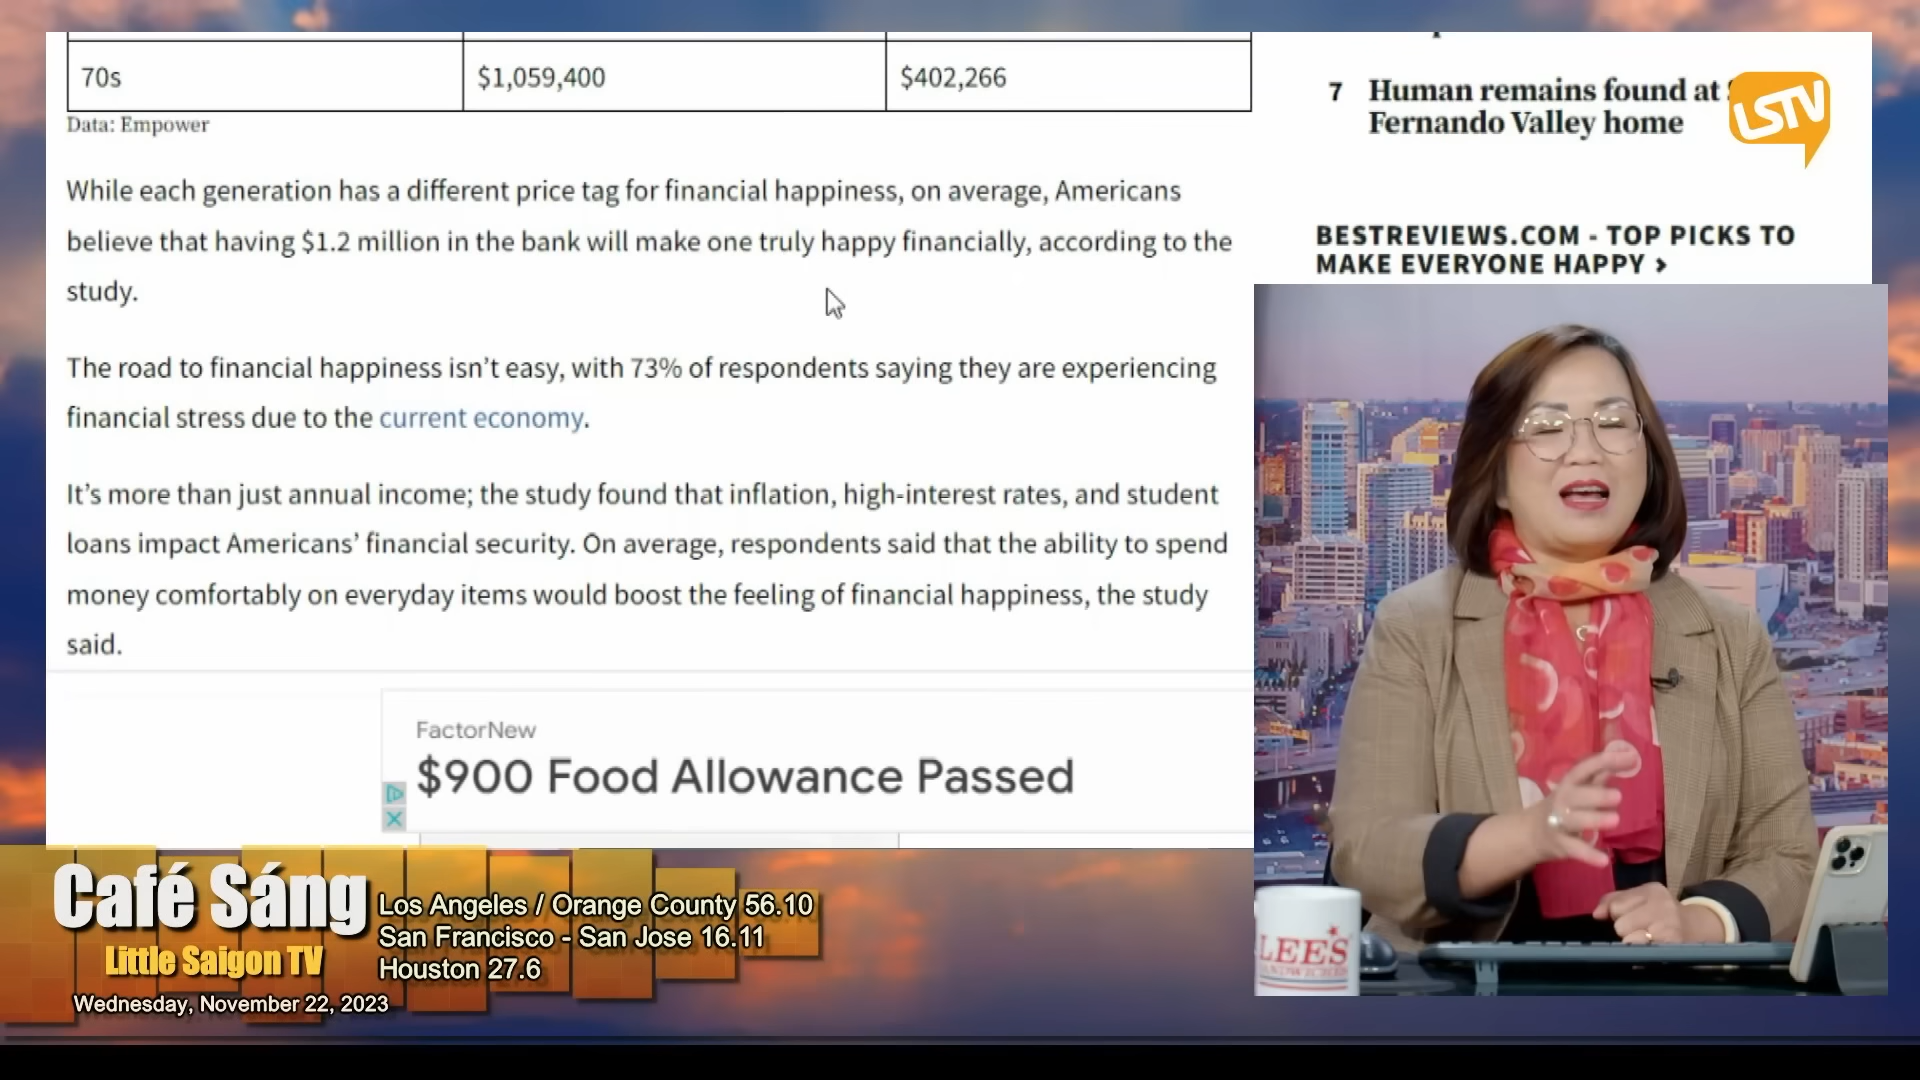 70s $1,059,400 $402,266
Data: Empower
While each generation has a different price tag for financial happiness, on average, Americans
believe that having $1.2 million in the bank will make one truly happy financially, according to the
study.
The road to financial happiness isn't easy, with 73% of respondents saying they are experiencing
financial stress due to the current economy.
It's more than just annual income; the study found that inflation, high-interest rates, and student
loans impact Americans' financial security. On average, respondents said that the ability to spend
money comfortably on everyday items would boost the feeling of financial happiness, the study
said.
FactorNew
$900 Food Allowance Passed
7 Human remains found at
Fernando Valley home
LSTV
BESTREVIEWS.COM - TOP PICKS TO
MAKE EVERYONE HAPPY >
LEE'S
Café Sáng
Little Saigon TV
Wednesday, November 22, 2023
Los Angeles / Orange County 56.10
San Francisco - San Jose 16.11
Houston 27.6